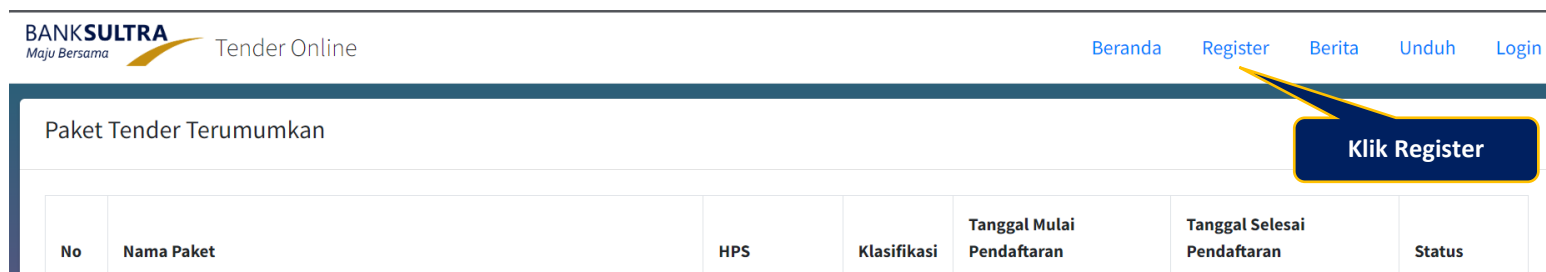 BANKSULTRA
Maju Bersama
Tender Online
Beranda Register Berita Unduh Login
Paket Tender Terumumkan
Klik Register
No Nama Paket HPS Klasifikasi Tanggal Mulai Pendaftaran Tanggal Selesai Pendaftaran Status